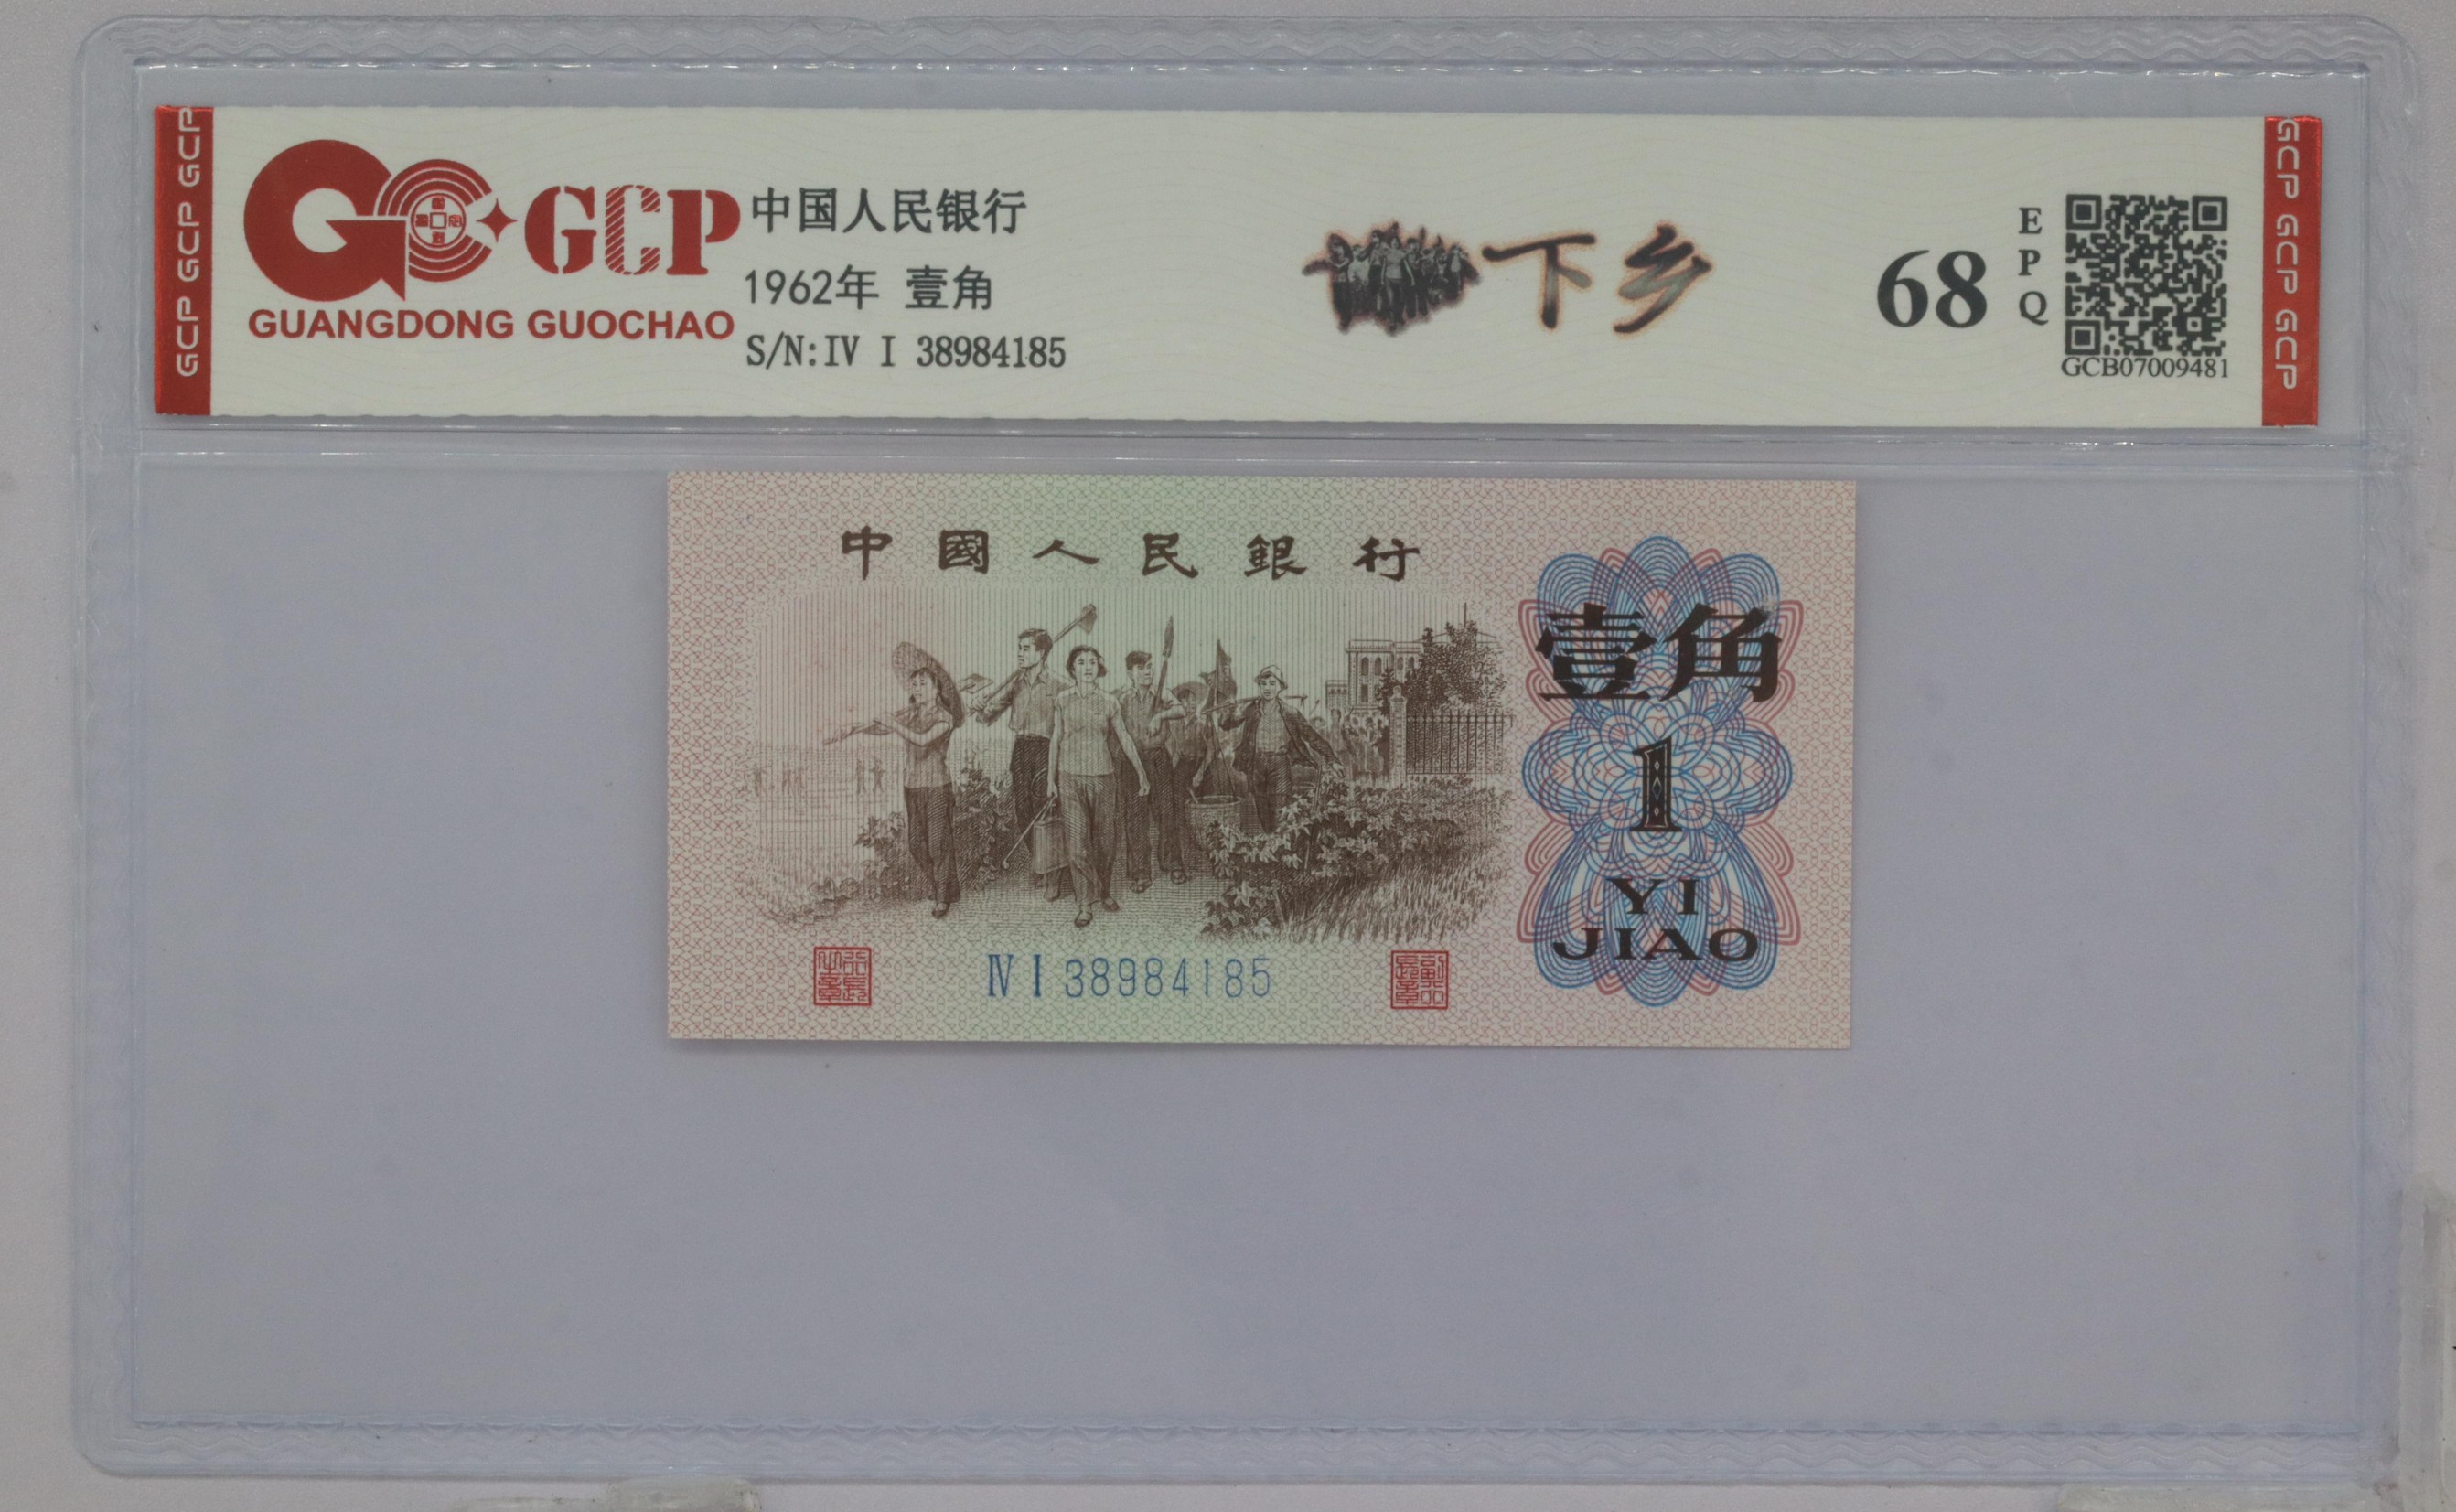 GCP GCP GCP
GCP
GUANGDONG GUOCHAO
中国人民银行
1962年 壹角
S/N:IV I 38984185
下乡
68
EPQ
GCB07009481
GCP GCP GCP
中國人民銀行
壹角
1
YI
JIAO
IV I 38984185